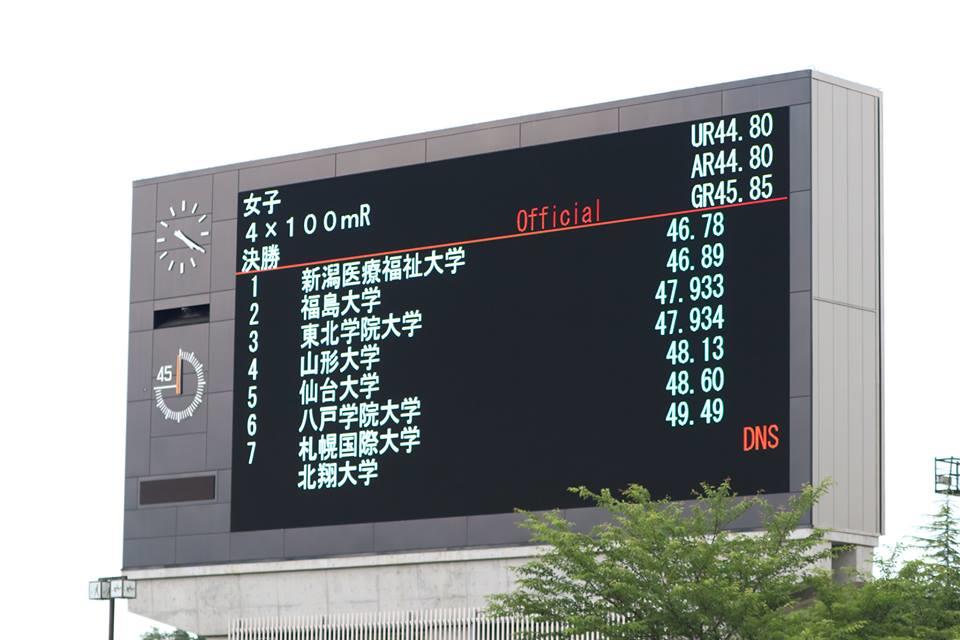 UR44.80
女子 AR44.80
4×100mR Official GR45.85
決勝
1 新潟医療福祉大学 46.78
2 福島大学 46.89
3 東北学院大学 47.933
4 山形大学 47.934
5 仙台大学 48.13
6 八戸学院大学 48.60
7 札幌国際大学 49.49
北翔大学 DNS
45